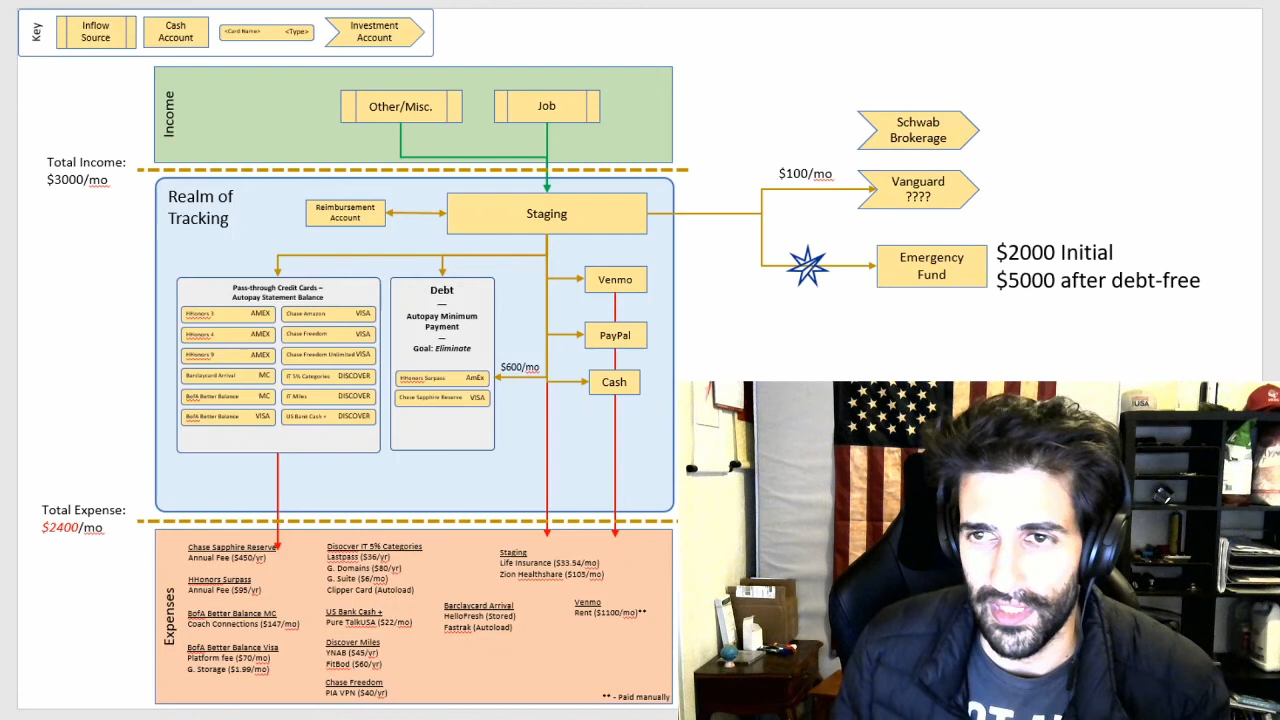 Key
Inflow
Source
Cash
Account
<Card Name> <Type>
Investment
Account
Income
Other/Misc.
Job
Total Income:
$3000/mo
Realm of
Tracking
Reimbursement
Account
Staging
$100/mo
Schwab
Brokerage
Vanguard
????
Emergency
Fund
$2000 Initial
$5000 after debt-free
Pass-through Credit Cards –
Autopay Statement Balance
HHonors 3 AMEX
HHonors 4 AMEX
HHonors 9 AMEX
Barclaycard Arrival MC
BofA Better Balance MC
BofA Better Balance VISA
Chase Amazon VISA
Chase Freedom VISA
Chase Freedom Unlimited VISA
IT 5% Categories DISCOVER
IT Miles DISCOVER
US Bank Cash + DISCOVER
Debt
—
Autopay Minimum
Payment
—
Goal: Eliminate
HHonors Surpass AmEx
Chase Sapphire Reserve VISA
$600/mo
Venmo
PayPal
Cash
Total Expense:
$2400/mo
Expenses
Chase Sapphire Reserve
Annual Fee ($450/yr)
HHonors Surpass
Annual Fee ($95/yr)
BofA Better Balance MC
Coach Connections ($147/mo)
BofA Better Balance Visa
Platform fee ($70/mo)
G. Storage ($1.99/mo)
Disocver IT 5% Categories
Lastpass ($36/yr)
G. Domains ($80/yr)
G. Suite ($6/mo)
Clipper Card (Autoload)
US Bank Cash +
Pure TalkUSA ($22/mo)
Discover Miles
YNAB ($45/yr)
FitBod ($60/yr)
Chase Freedom
PIA VPN ($40/yr)
Barclaycard Arrival
HelloFresh (Stored)
Fastrak (Autoload)
Staging
Life Insurance ($33.54/mo)
Zion Healthshare ($105/mo)
Venmo
Rent ($1100/mo)**
** - Paid manually